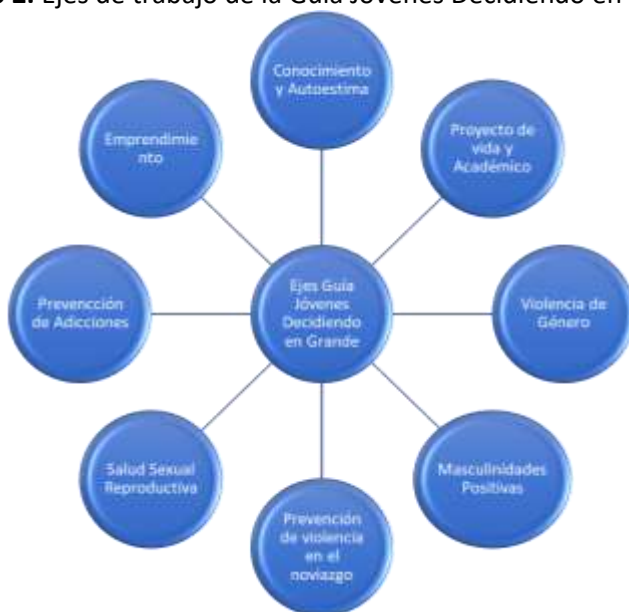 2. Ejes de trabajo de la Guía Jóvenes Decidiendo en
Conocimiento
y Autoestima
Proyecto de
vida y
Académico
Violencia de
Género
Masculinidades
Positivas
Prevención
de violencia
en el
noviazgo
Salud Sexual
Reproductiva
Prevencción
de Adicciones
Emprendimie
nto
Ejes Guía
Jóvenes
Decidiendo
en Grande